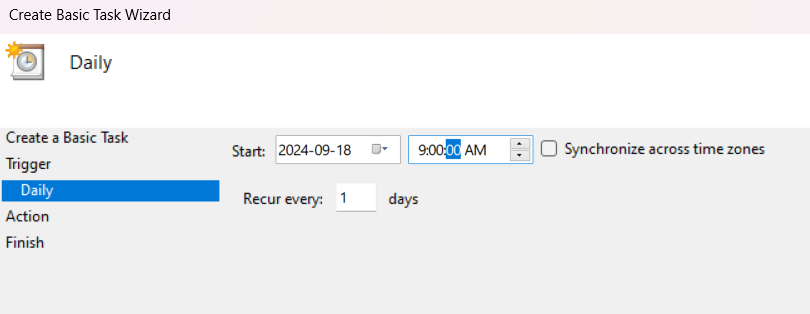 Create Basic Task Wizard
Daily
Create a Basic Task
Trigger
Daily
Action
Finish
Start: 2024-09-18 9:00:00 AM Synchronize across time zones
Recur every: 1 days